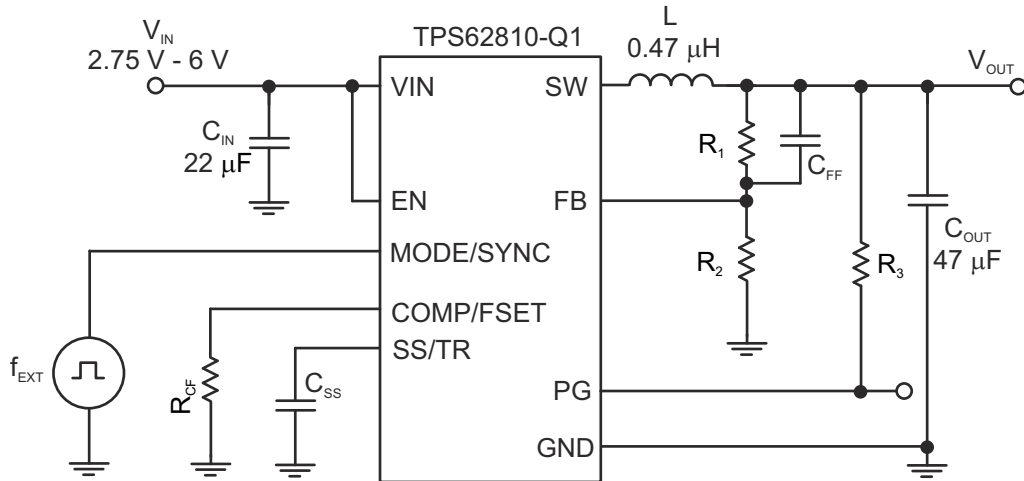 TPS62810-Q1
V_IN
2.75 V - 6 V
L
0.47 μH
V_OUT
VIN
SW
C_IN
22 μF
R_1
C_FF
EN
FB
MODE/SYNC
R_2
R_3
C_OUT
47 μF
COMP/FSET
SS/TR
f_EXT
R_CF
C_SS
PG
GND